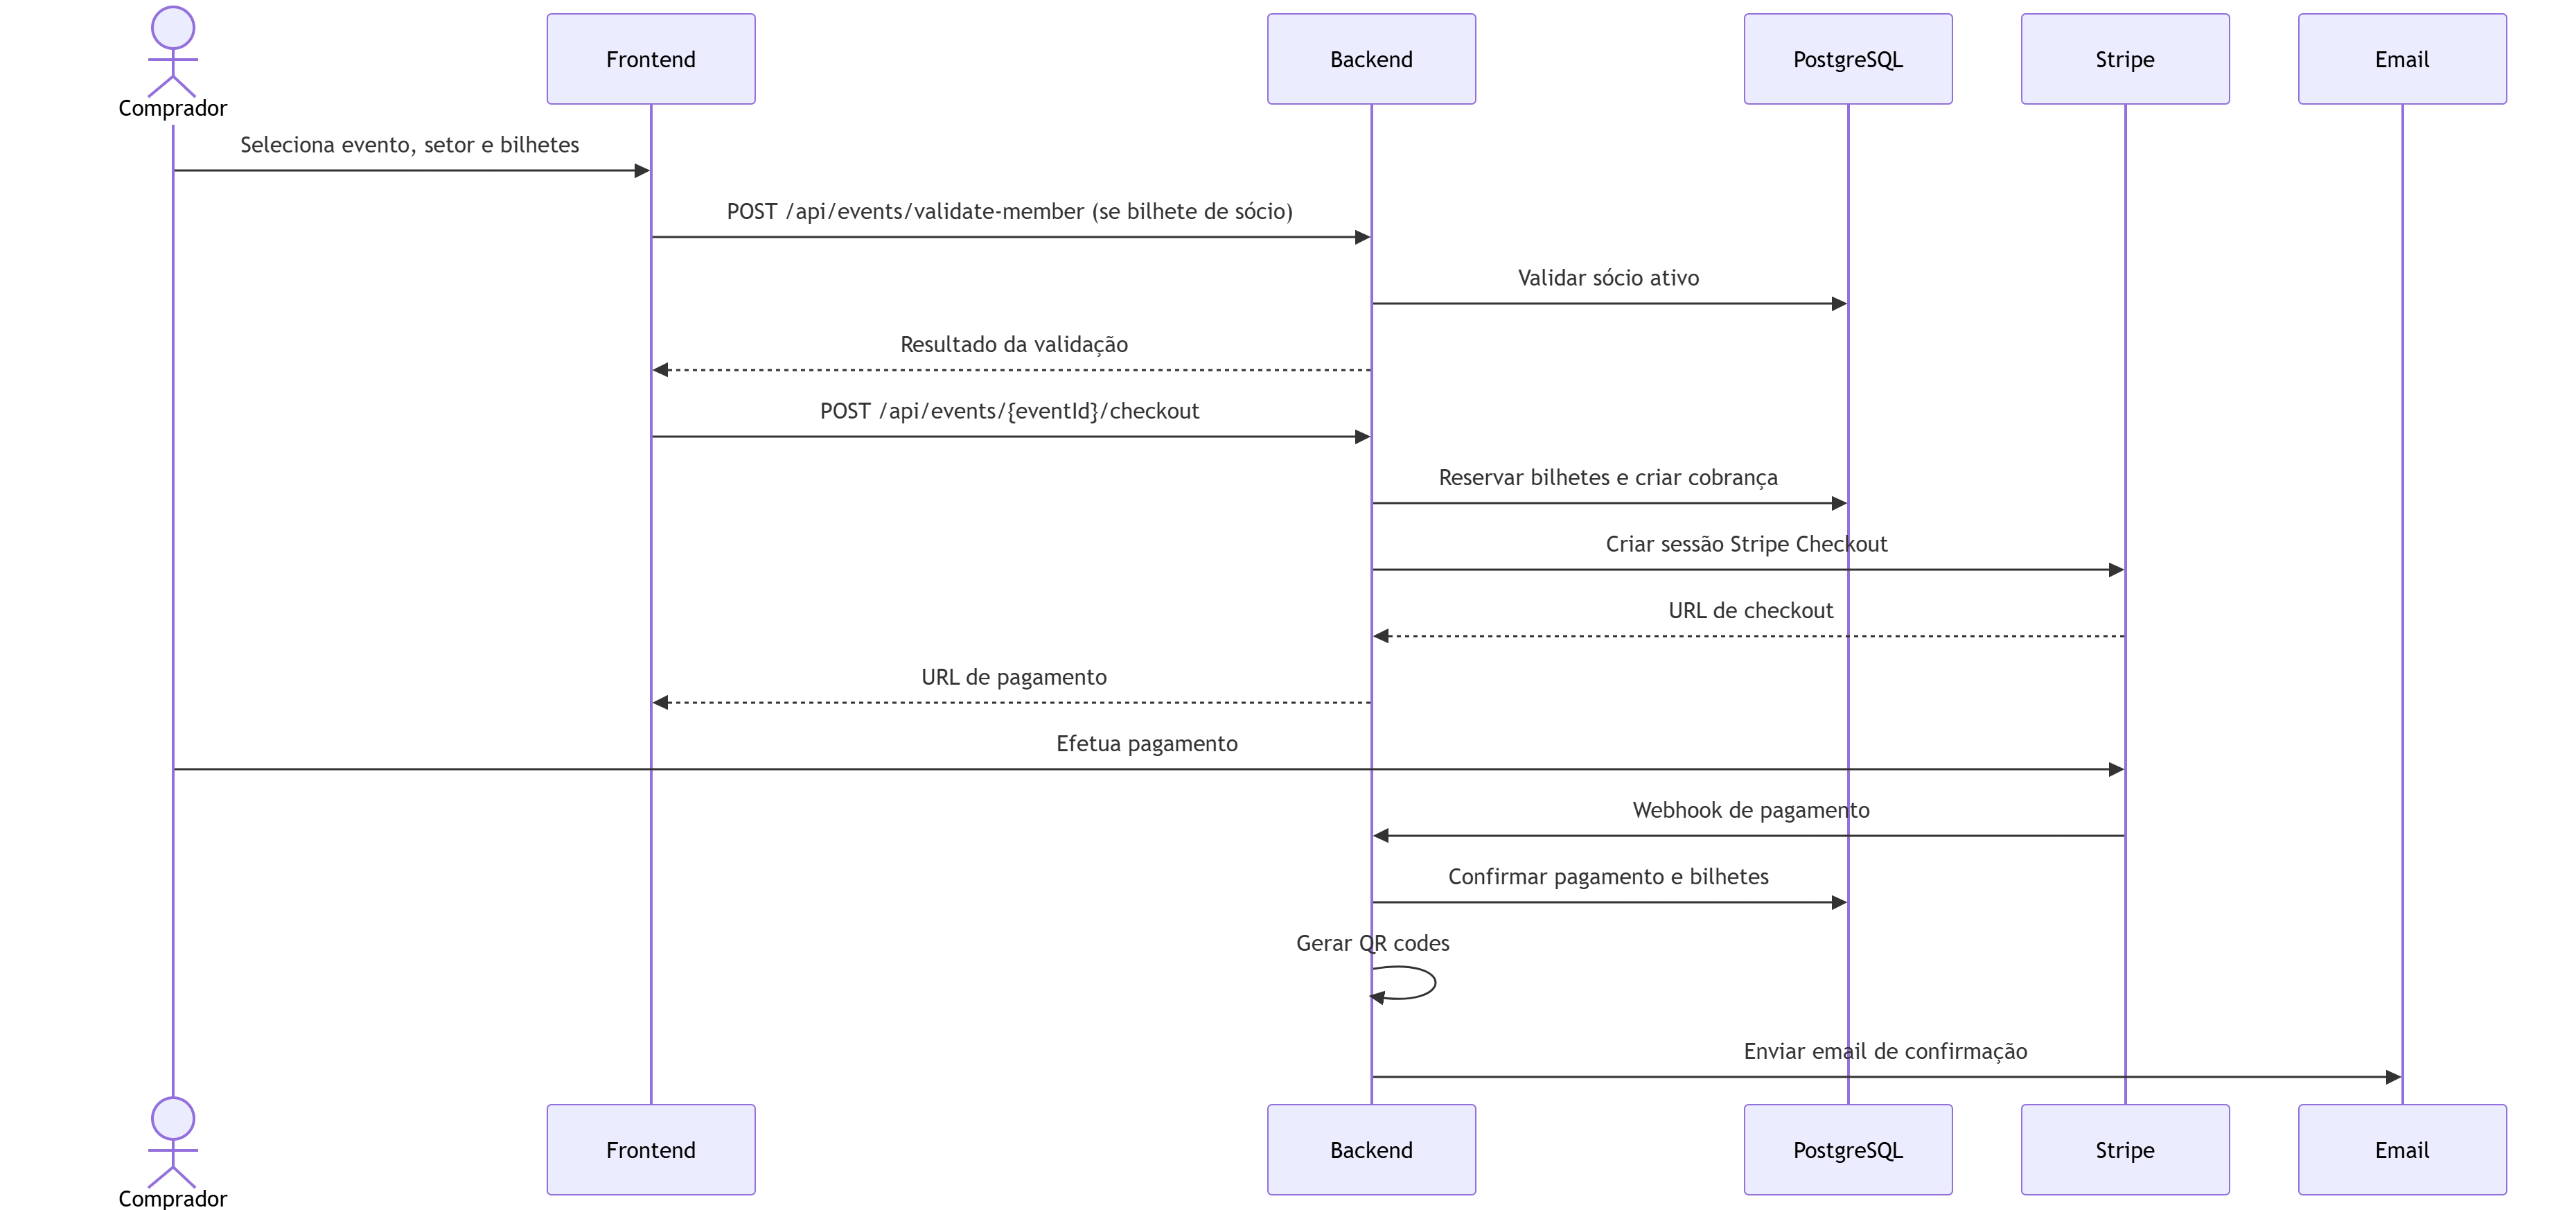 Comprador
Frontend
Backend
PostgreSQL
Stripe
Email
Seleciona evento, setor e bilhetes
POST /api/events/validate-member (se bilhete de sócio)
Validar sócio ativo
Resultado da validação
POST /api/events/{eventId}/checkout
Reservar bilhetes e criar cobrança
Criar sessão Stripe Checkout
URL de checkout
URL de pagamento
Efetua pagamento
Webhook de pagamento
Confirmar pagamento e bilhetes
Gerar QR codes
Enviar email de confirmação
Comprador
Frontend
Backend
PostgreSQL
Stripe
Email